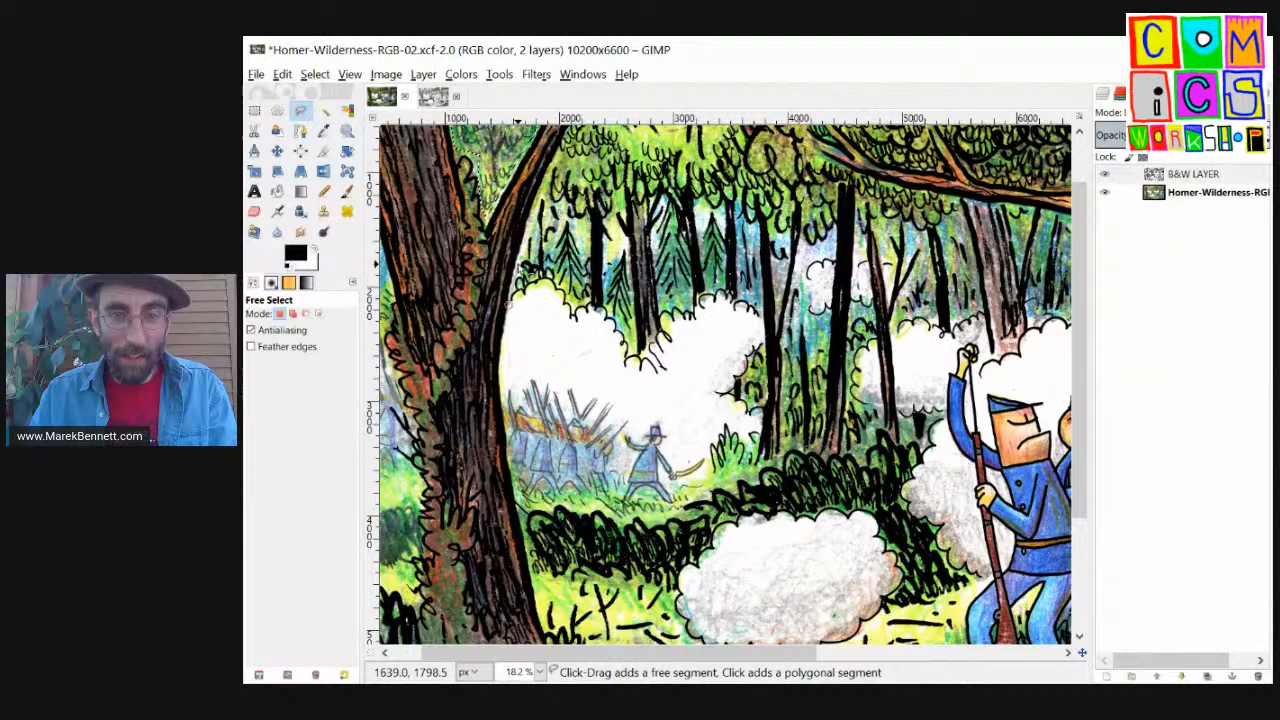 *Homer-Wilderness-RGB-02.xcf-2.0 (RGB color, 2 layers) 10200x6600 – GIMP
File Edit Select View Image Layer Colors Tools Filters Windows Help
1000 2000 3000 4000 5000 6000
Free Select
Mode:
Antialiasing
Feather edges
1639.0, 1798.5 px 18.2 % Click-Drag adds a free segment, Click adds a polygonal segment
COMiCS
WORKSHOP
Mode:
Opacity
Lock:
B&W LAYER
Homer-Wilderness-RGI
www.MarekBennett.com